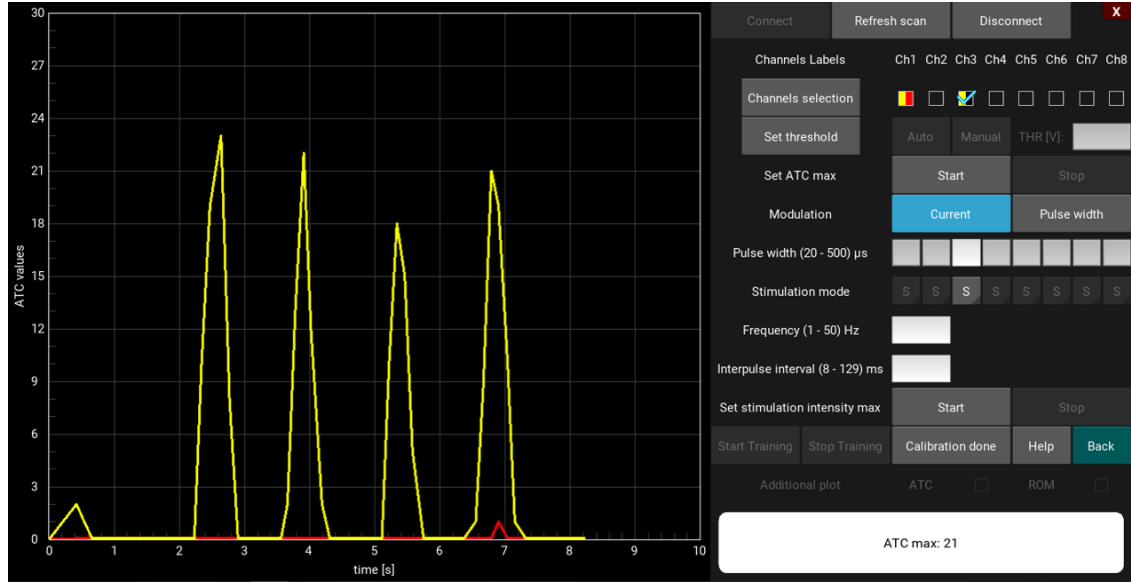 30
27
24
21
18
15
12
9
6
3
0
ATC values
0 1 2 3 4 5 6 7 8 9 10
time [s]
Connect Refresh scan Disconnect X
Channels Labels Ch1 Ch2 Ch3 Ch4 Ch5 Ch6 Ch7 Ch8
Channels selection
Set threshold Auto Manual THR [V]:
Set ATC max Start Stop
Modulation Current Pulse width
Pulse width (20 - 500) μs
Stimulation mode S S S S S S S S
Frequency (1 - 50) Hz
Interpulse interval (8 - 129) ms
Set stimulation intensity max Start Stop
Start Training Stop Training Calibration done Help Back
Additional plot ATC ROM
ATC max: 21